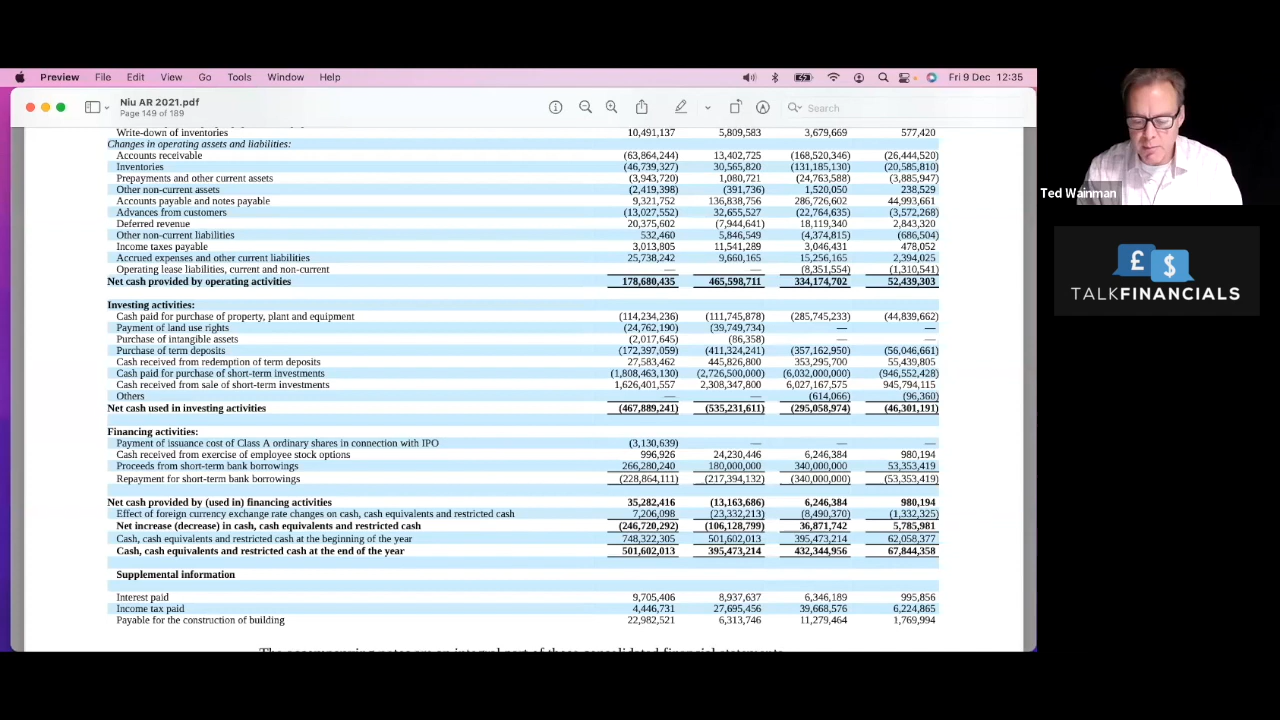 Preview File Edit View Go Tools Window Help Fri 9 Dec 12:35
Niu AR 2021.pdf
Page 149 of 189
Search
Write-down of inventories 10,491,137 5,809,583 3,679,669 577,420
Changes in operating assets and liabilities:
Accounts receivable (63,864,244) 13,402,725 (168,520,346) (26,444,520)
Inventories (46,739,327) 30,565,820 (131,185,130) (20,585,810)
Prepayments and other current assets (3,943,720) 1,080,721 (24,763,588) (3,885,947)
Other non-current assets (2,419,398) (391,736) 1,520,050 238,529
Accounts payable and notes payable 9,321,752 136,838,756 286,726,602 44,993,661
Advances from customers (13,027,552) 32,655,527 (22,764,635) (3,572,268)
Deferred revenue 20,375,602 (7,944,641) 18,119,340 2,843,320
Other non-current liabilities 532,460 5,846,549 (4,374,815) (686,504)
Income taxes payable 3,013,805 11,541,289 3,046,431 478,052
Accrued expenses and other current liabilities 25,738,242 9,660,165 15,256,165 2,394,025
Operating lease liabilities, current and non-current — — (8,351,554) (1,310,541)
Net cash provided by operating activities 178,680,435 465,598,711 334,174,702 52,439,303
Investing activities:
Cash paid for purchase of property, plant and equipment (114,234,236) (111,745,878) (285,745,233) (44,839,662)
Payment of land use rights (24,762,190) (39,749,734) — —
Purchase of intangible assets (2,017,645) (86,358) — —
Purchase of term deposits (172,397,059) (411,324,241) (357,162,950) (56,046,661)
Cash received from redemption of term deposits 27,583,462 445,826,800 353,295,700 55,439,805
Cash paid for purchase of short-term investments (1,808,463,130) (2,726,500,000) (6,032,000,000) (946,552,428)
Cash received from sale of short-term investments 1,626,401,557 2,308,347,800 6,027,167,575 945,794,115
Others — — (614,066) (96,360)
Net cash used in investing activities (467,889,241) (535,231,611) (295,058,974) (46,301,191)
Financing activities:
Payment of issuance cost of Class A ordinary shares in connection with IPO (3,130,639) — — —
Cash received from exercise of employee stock options 996,926 24,230,446 6,246,384 980,194
Proceeds from short-term bank borrowings 266,280,240 180,000,000 340,000,000 53,353,419
Repayment for short-term bank borrowings (228,864,111) (217,394,132) (340,000,000) (53,353,419)
Net cash provided by (used in) financing activities 35,282,416 (13,163,686) 6,246,384 980,194
Effect of foreign currency exchange rate changes on cash, cash equivalents and restricted cash 7,206,098 (23,332,213) (8,490,370) (1,332,325)
Net increase (decrease) in cash, cash equivalents and restricted cash (246,720,292) (106,128,799) 36,871,742 5,785,981
Cash, cash equivalents and restricted cash at the beginning of the year 748,322,305 501,602,013 395,473,214 62,058,377
Cash, cash equivalents and restricted cash at the end of the year 501,602,013 395,473,214 432,344,956 67,844,358
Supplemental information
Interest paid 9,705,406 8,937,637 6,346,189 995,856
Income tax paid 4,446,731 27,695,456 39,668,576 6,224,865
Payable for the construction of building 22,982,521 6,313,746 11,279,464 1,769,994
The accompanying notes are an integral part of these consolidated financial statements
Ted Wainman
£ $
TALKFINANCIALS